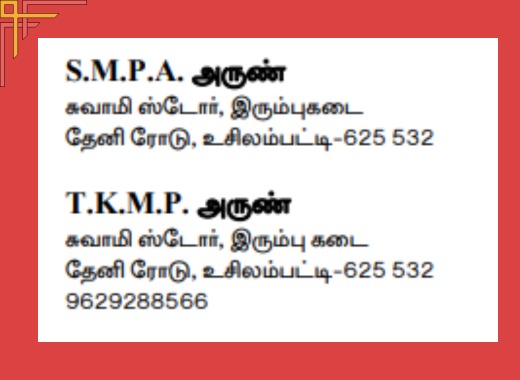 S.M.P.A. அருண்
சுவாமி ஸ்டோர், இரும்புகடை
தேனி ரோடு, உசிலம்பட்டி-625 532
T.K.M.P. அருண்
சுவாமி ஸ்டோர், இரும்பு கடை
தேனி ரோடு, உசிலம்பட்டி-625 532
9629288566